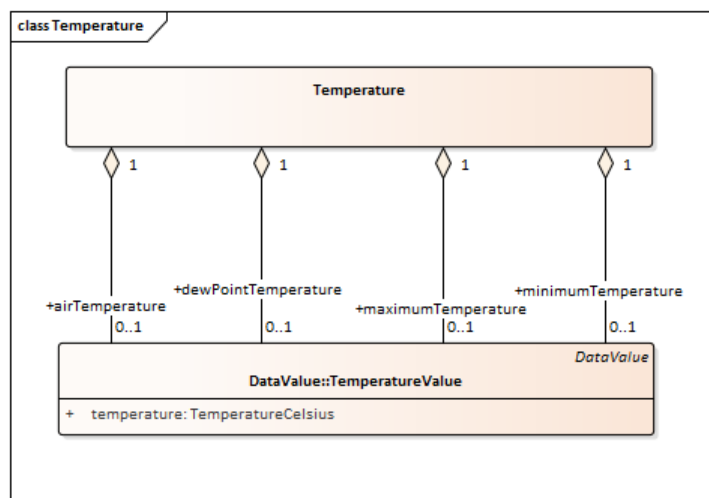 class Temperature
Temperature
1 1 1 1
+airTemperature
+dewPointTemperature
+maximumTemperature
+minimumTemperature
0..1 0..1 0..1 0..1
DataValue
DataValue::TemperatureValue
+ temperature: TemperatureCelsius